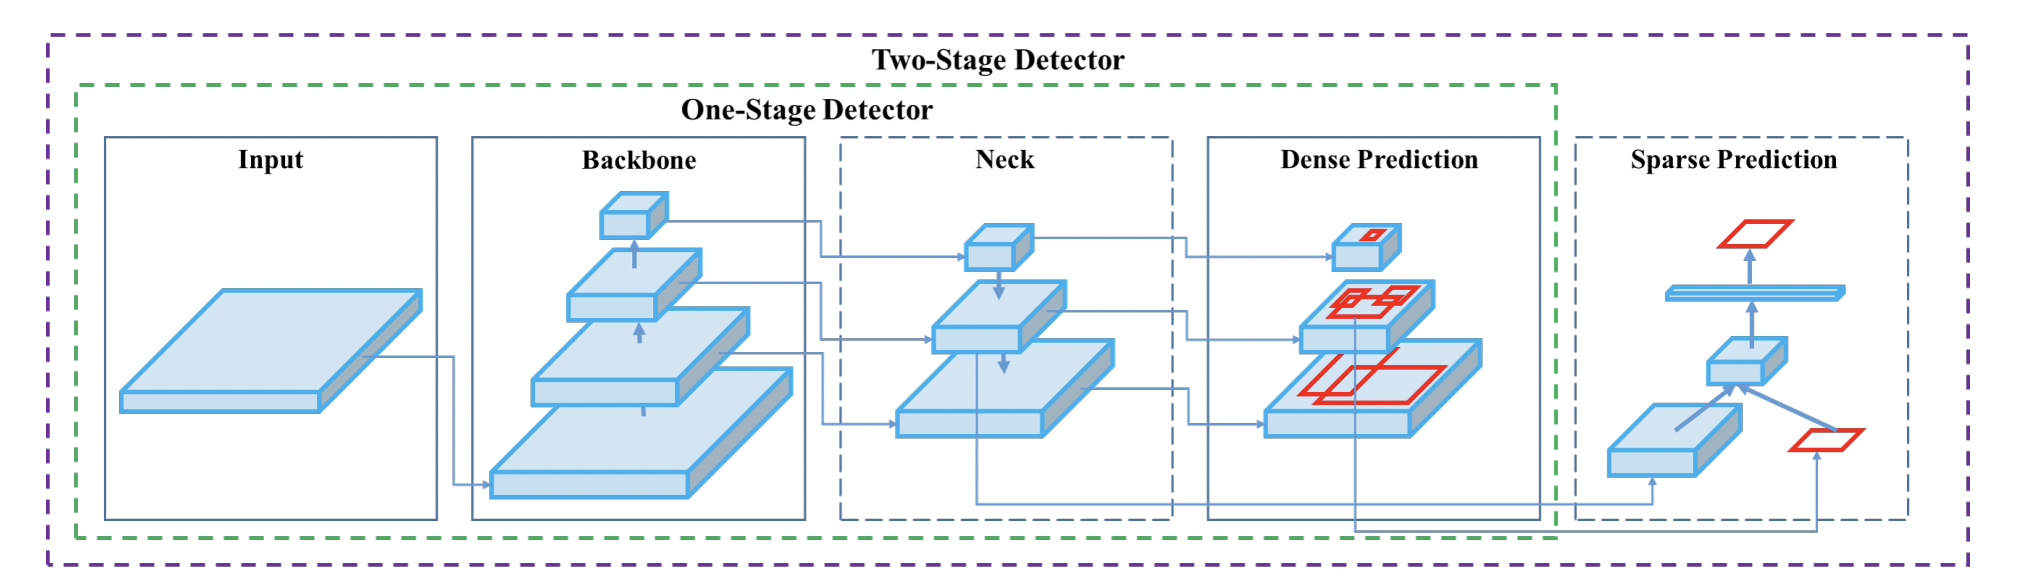 Two-Stage Detector
One-Stage Detector
Input
Backbone
Neck
Dense Prediction
Sparse Prediction